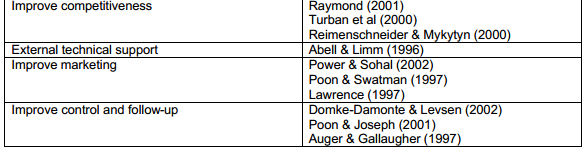 Improve competitiveness Raymond (2001)
Turban et al (2000)
Reimenschneider & Mykytyn (2000)
External technical support Abell & Limm (1996)
Improve marketing Power & Sohal (2002)
Poon & Swatman (1997)
Lawrence (1997)
Improve control and follow-up Domke-Damonte & Levsen (2002)
Poon & Joseph (2001)
Auger & Gallaugher (1997)